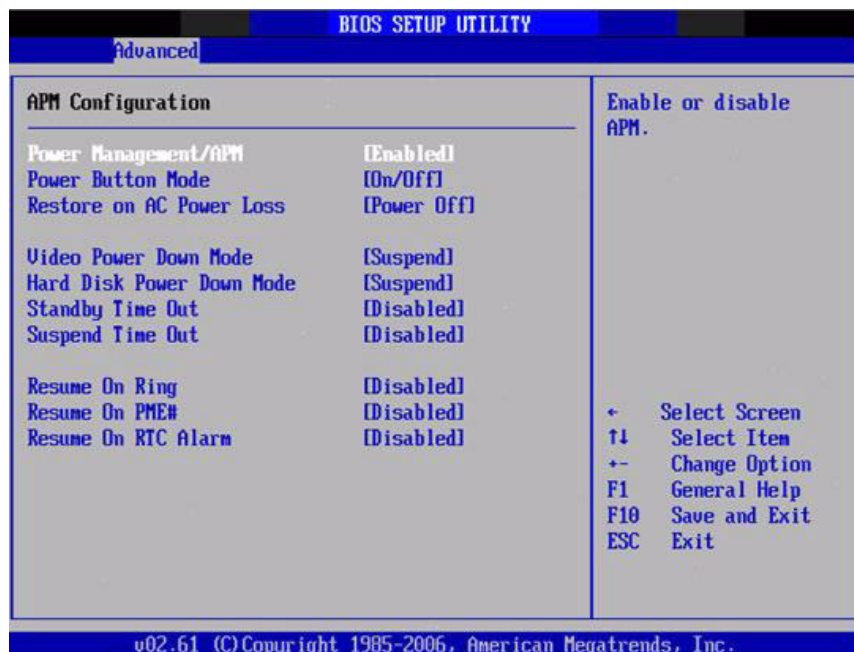 BIOS SETUP UTILITY
Advanced
APM Configuration
Power Management/APM [Enabled]
Power Button Mode [On/Off]
Restore on AC Power Loss [Power Off]
Video Power Down Mode [Suspend]
Hard Disk Power Down Mode [Suspend]
Standby Time Out [Disabled]
Suspend Time Out [Disabled]
Resume On Ring [Disabled]
Resume On PME# [Disabled]
Resume On RTC Alarm [Disabled]
Enable or disable
APM.
← Select Screen
↑↓ Select Item
+- Change Option
F1 General Help
F10 Save and Exit
ESC Exit
v02.61 (C)Copyright 1985-2006, American Megatrends, Inc.